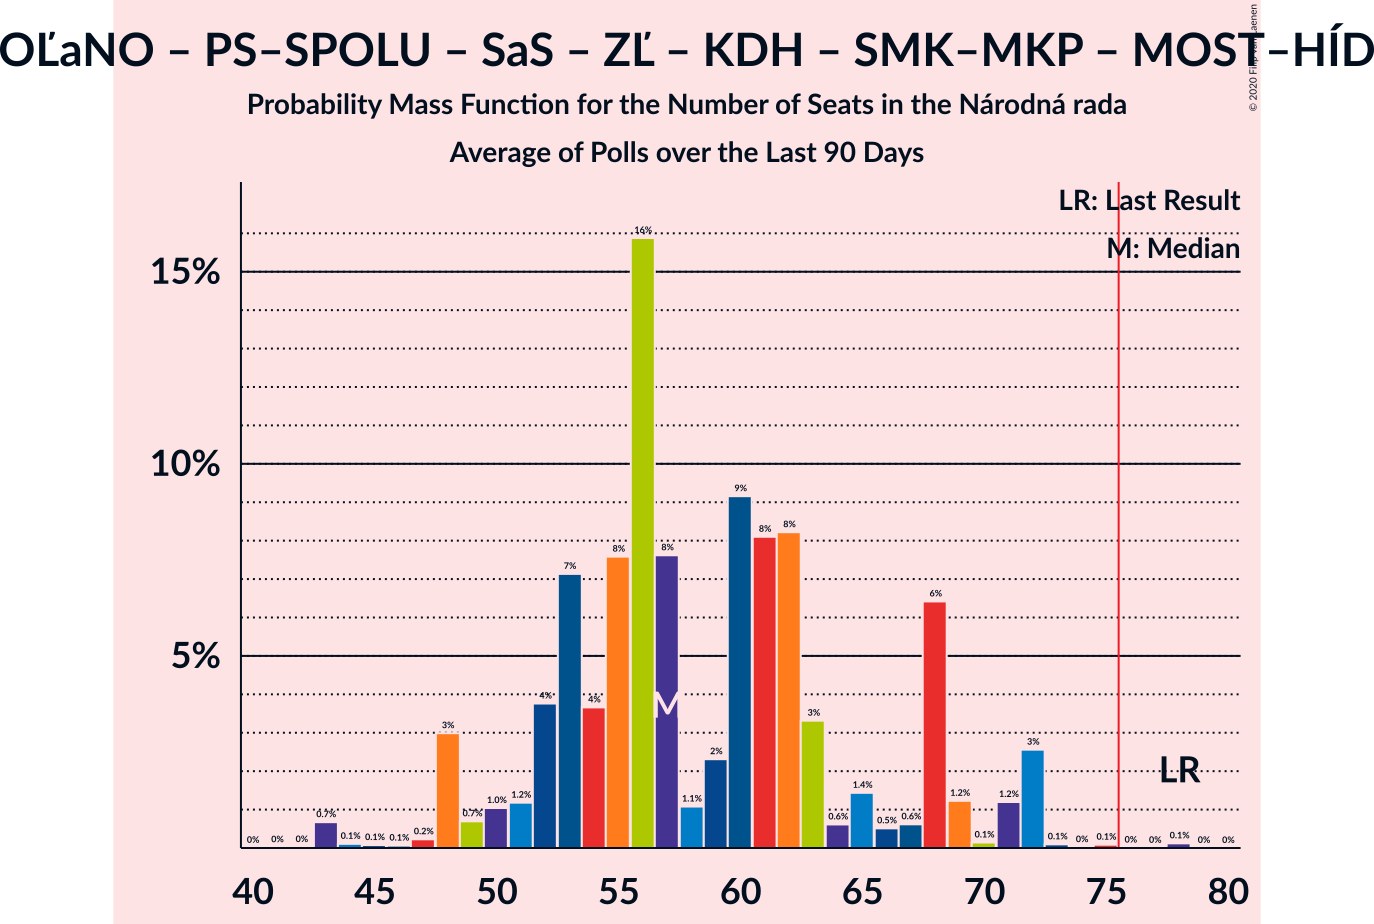 OĽaNO – PS–SPOLU – SaS – ZĽ – KDH – SMK–MKP – MOST–HÍD
Probability Mass Function for the Number of Seats in the Národná rada
Average of Polls over the Last 90 Days
© 2020 Filip van Laenen
LR: Last Result
M: Median
15%
10%
5%
0% 0% 0% 0.7% 0.1% 0.1% 0.1% 0.2% 3% 0.7% 1.0% 1.2% 4% 7% 4% 8% 16% 8% 1.1% 2% 9% 8% 8% 3% 0.6% 1.4% 0.5% 0.6% 6% 1.2% 0.1% 1.2% 3% 0.1% 0% 0.1% 0% 0% 0.1% 0% 0%
M
LR
40 45 50 55 60 65 70 75 80